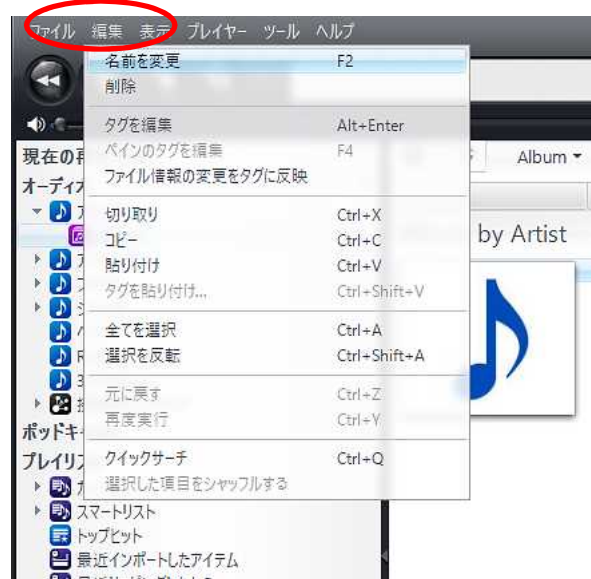 ファイル 編集 表示 プレイヤー ツール ヘルプ
名前を変更 F2
削除
タグを編集 Alt+Enter
ペインのタグを編集 F4
ファイル情報の変更をタグに反映
切り取り Ctrl+X
コピー Ctrl+C
貼り付け Ctrl+V
タグを貼り付け... Ctrl+Shift+V
全てを選択 Ctrl+A
選択を反転 Ctrl+Shift+A
元に戻す Ctrl+Z
再度実行 Ctrl+Y
クイックサーチ Ctrl+Q
選択した項目をシャッフルする
現在の
オーディ
ポッドキ
プレイリ
スマートリスト
トップヒット
最近インポートしたアイテム
Album
by Artist